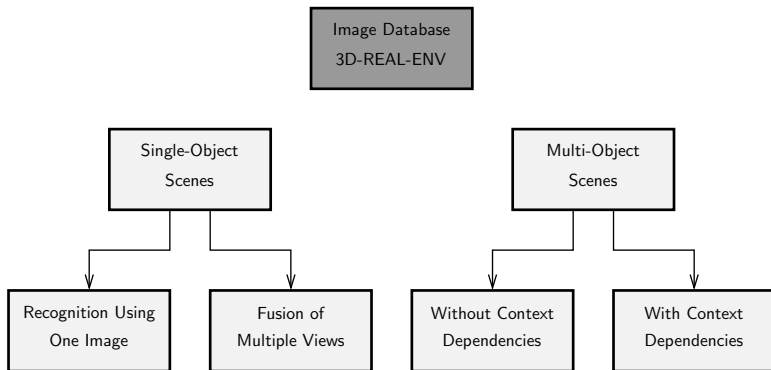 Image Database
3D-REAL-ENV
Single-Object
Scenes
Multi-Object
Scenes
Recognition Using
One Image
Fusion of
Multiple Views
Without Context
Dependencies
With Context
Dependencies